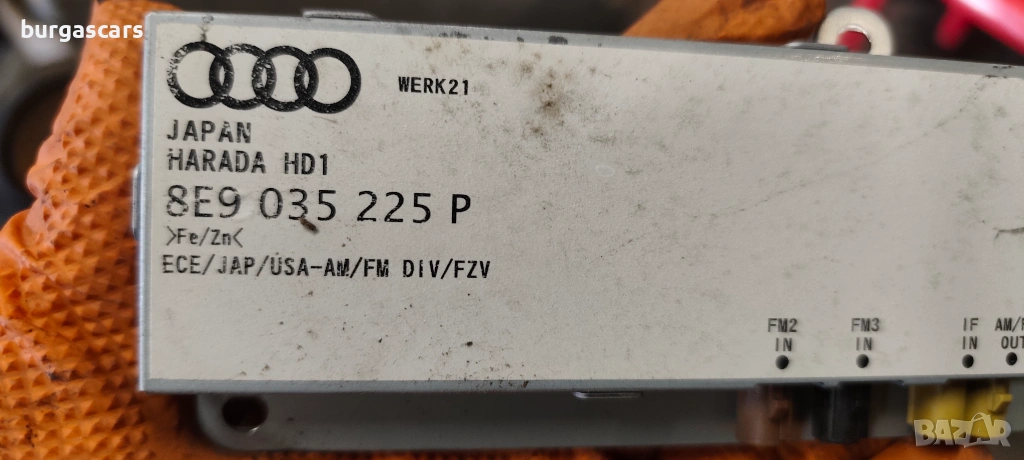 burgascars
WERK21
JAPAN
HARADA HD1
8E9 035 225 P
>Fe/Zn<
ECE/JAP/USA-AM/FM DIV/FZV
FM2 IN
FM3 IN
IF IN
OUT
BAZAR